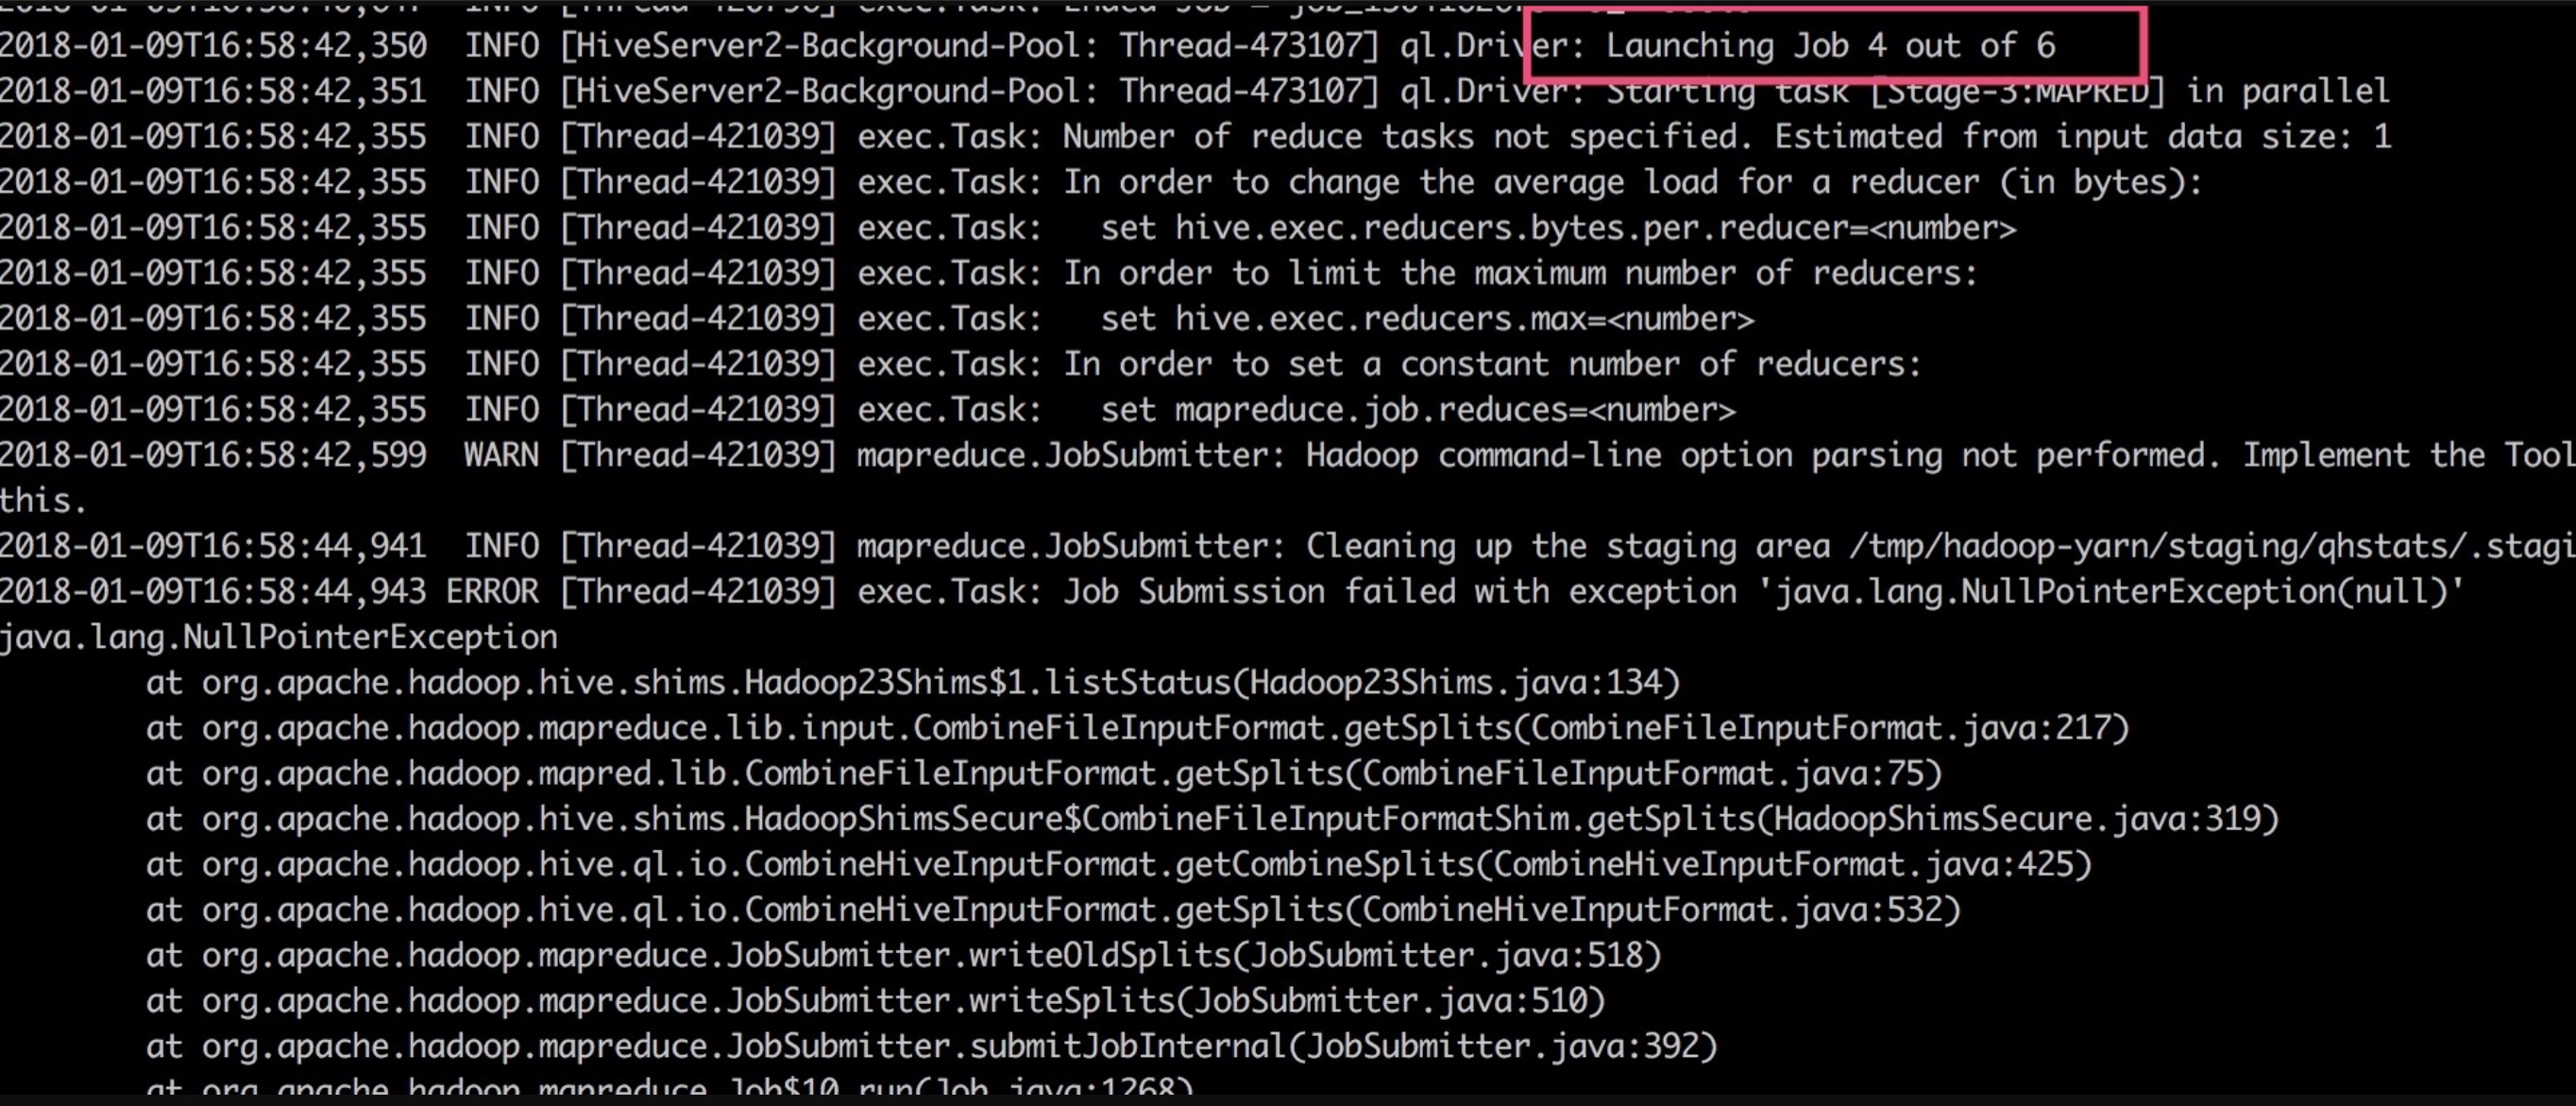 INFO [Thread-420796] exec.Task: Ended Job =
2018-01-09T16:58:42,350  INFO [HiveServer2-Background-Pool: Thread-473107] ql.Driver: Launching Job 4 out of 6
2018-01-09T16:58:42,351  INFO [HiveServer2-Background-Pool: Thread-473107] ql.Driver: Starting task [Stage-3:MAPRED] in parallel
2018-01-09T16:58:42,355  INFO [Thread-421039] exec.Task: Number of reduce tasks not specified. Estimated from input data size: 1
2018-01-09T16:58:42,355  INFO [Thread-421039] exec.Task: In order to change the average load for a reducer (in bytes):
2018-01-09T16:58:42,355  INFO [Thread-421039] exec.Task:   set hive.exec.reducers.bytes.per.reducer=<number>
2018-01-09T16:58:42,355  INFO [Thread-421039] exec.Task: In order to limit the maximum number of reducers:
2018-01-09T16:58:42,355  INFO [Thread-421039] exec.Task:   set hive.exec.reducers.max=<number>
2018-01-09T16:58:42,355  INFO [Thread-421039] exec.Task: In order to set a constant number of reducers:
2018-01-09T16:58:42,355  INFO [Thread-421039] exec.Task:   set mapreduce.job.reduces=<number>
2018-01-09T16:58:42,599  WARN [Thread-421039] mapreduce.JobSubmitter: Hadoop command-line option parsing not performed. Implement the Tool
this.
2018-01-09T16:58:44,941  INFO [Thread-421039] mapreduce.JobSubmitter: Cleaning up the staging area /tmp/hadoop-yarn/staging/qhstats/.stagi
2018-01-09T16:58:44,943 ERROR [Thread-421039] exec.Task: Job Submission failed with exception 'java.lang.NullPointerException(null)'
java.lang.NullPointerException
at org.apache.hadoop.hive.shims.Hadoop23Shims$1.listStatus(Hadoop23Shims.java:134)
at org.apache.hadoop.mapreduce.lib.input.CombineFileInputFormat.getSplits(CombineFileInputFormat.java:217)
at org.apache.hadoop.mapred.lib.CombineFileInputFormat.getSplits(CombineFileInputFormat.java:75)
at org.apache.hadoop.hive.shims.HadoopShimsSecure$CombineFileInputFormatShim.getSplits(HadoopShimsSecure.java:319)
at org.apache.hadoop.hive.ql.io.CombineHiveInputFormat.getCombineSplits(CombineHiveInputFormat.java:425)
at org.apache.hadoop.hive.ql.io.CombineHiveInputFormat.getSplits(CombineHiveInputFormat.java:532)
at org.apache.hadoop.mapreduce.JobSubmitter.writeOldSplits(JobSubmitter.java:518)
at org.apache.hadoop.mapreduce.JobSubmitter.writeSplits(JobSubmitter.java:510)
at org.apache.hadoop.mapreduce.JobSubmitter.submitJobInternal(JobSubmitter.java:392)
at org.apache.hadoop.mapreduce.Job$10.run(Job.java:1268)